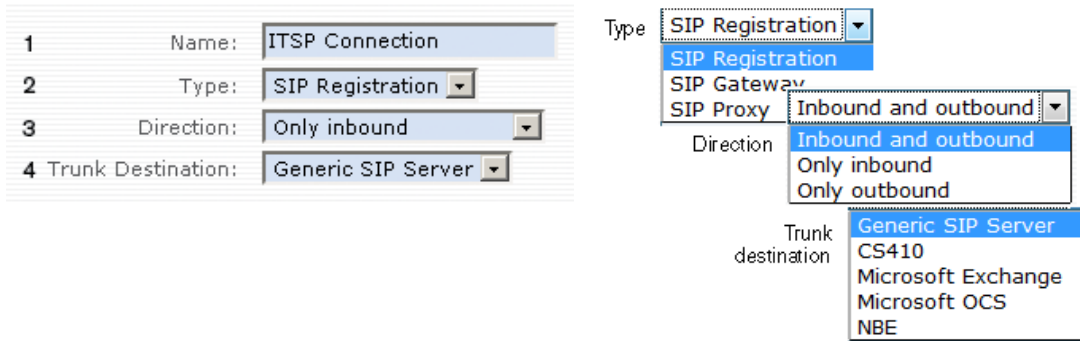 1 Name: ITSP Connection
2 Type: SIP Registration
3 Direction: Only inbound
4 Trunk Destination: Generic SIP Server
Type SIP Registration
SIP Registration
SIP Gateway
SIP Proxy
Direction
Inbound and outbound
Inbound and outbound
Only inbound
Only outbound
Trunk
destination
Generic SIP Server
CS410
Microsoft Exchange
Microsoft OCS
NBE